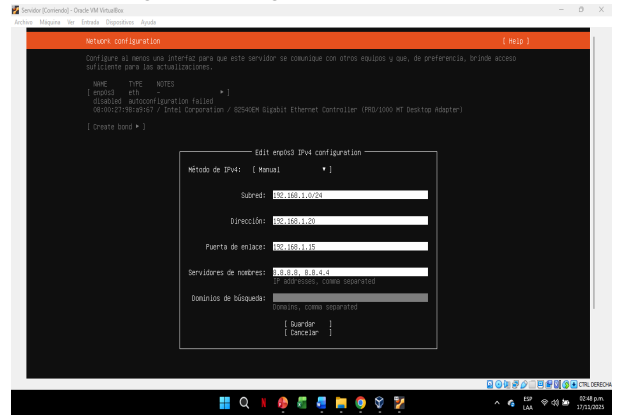 Servidor [Corriendo] - Oracle VM VirtualBox
Archivo Máquina Ver Entrada Dispositivos Ayuda
Network configuration [ Help ]
Configure al menos una interfaz para que este servidor se comunique con otros equipos y que, de preferencia, brinde acceso
suficiente para las actualizaciones.
NAME TYPE NOTES
[ enp0s3 eth - ▸ ]
disabled autoconfiguration failed
08:00:27:98:a9:67 / Intel Corporation / 82540EM Gigabit Ethernet Controller (PRO/1000 MT Desktop Adapter)
[ Create bond ▸ ]
Edit enp0s3 IPv4 configuration
Método de IPv4: [ Manual ▾ ]
Subred: 192.168.1.0/24
Dirección: 192.168.1.20
Puerta de enlace: 192.168.1.15
Servidores de nombres: 8.8.8.8, 8.8.4.4
IP addresses, comma separated
Dominios de búsqueda:
Domains, comma separated
[ Guardar ]
[ Cancelar ]
CTRL DERECHA
ESP
LAA
02:48 p.m.
17/11/2025